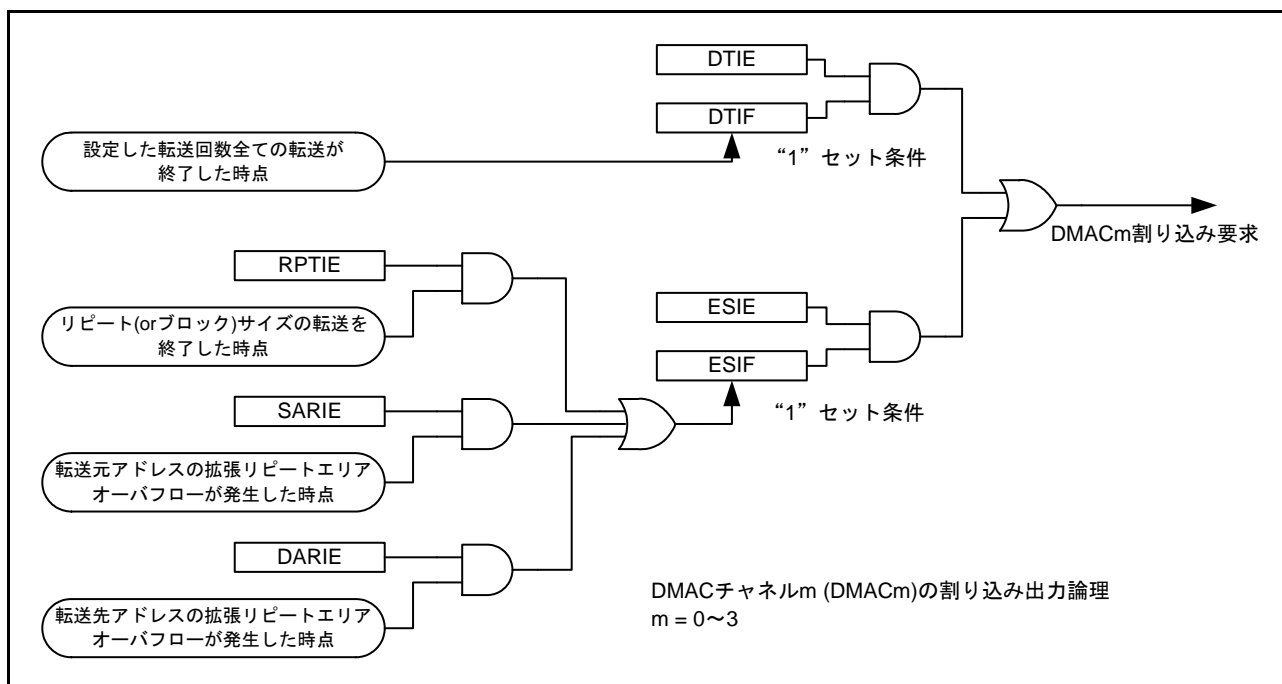 DTIE
DTIF
設定した転送回数全ての転送が
終了した時点
“1”セット条件
DMACm割り込み要求
RPTIE
リピート(orブロック)サイズの転送を
終了した時点
ESIE
ESIF
“1”セット条件
SARIE
転送元アドレスの拡張リピートエリア
オーバフローが発生した時点
DARIE
転送先アドレスの拡張リピートエリア
オーバフローが発生した時点
DMACチャネルm (DMACm)の割り込み出力論理
m = 0～3